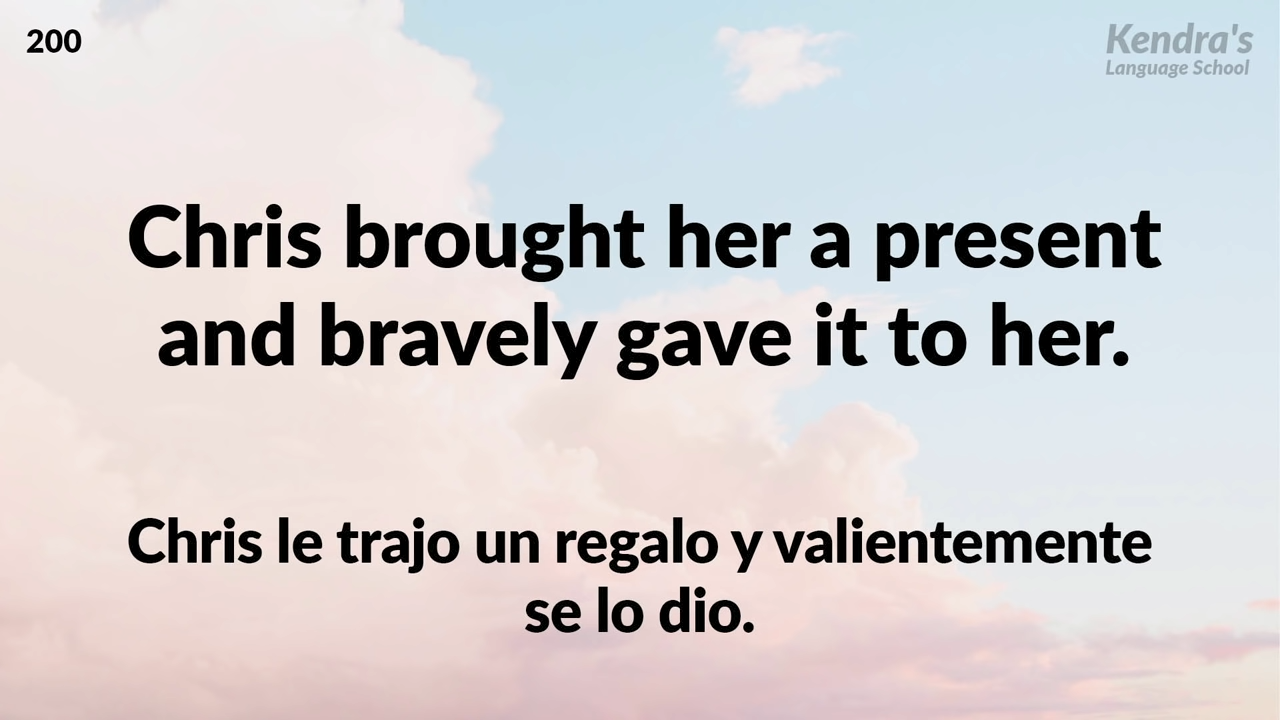 200
Kendra's
Language School
Chris brought her a present
and bravely gave it to her.
Chris le trajo un regalo y valientemente
se lo dio.